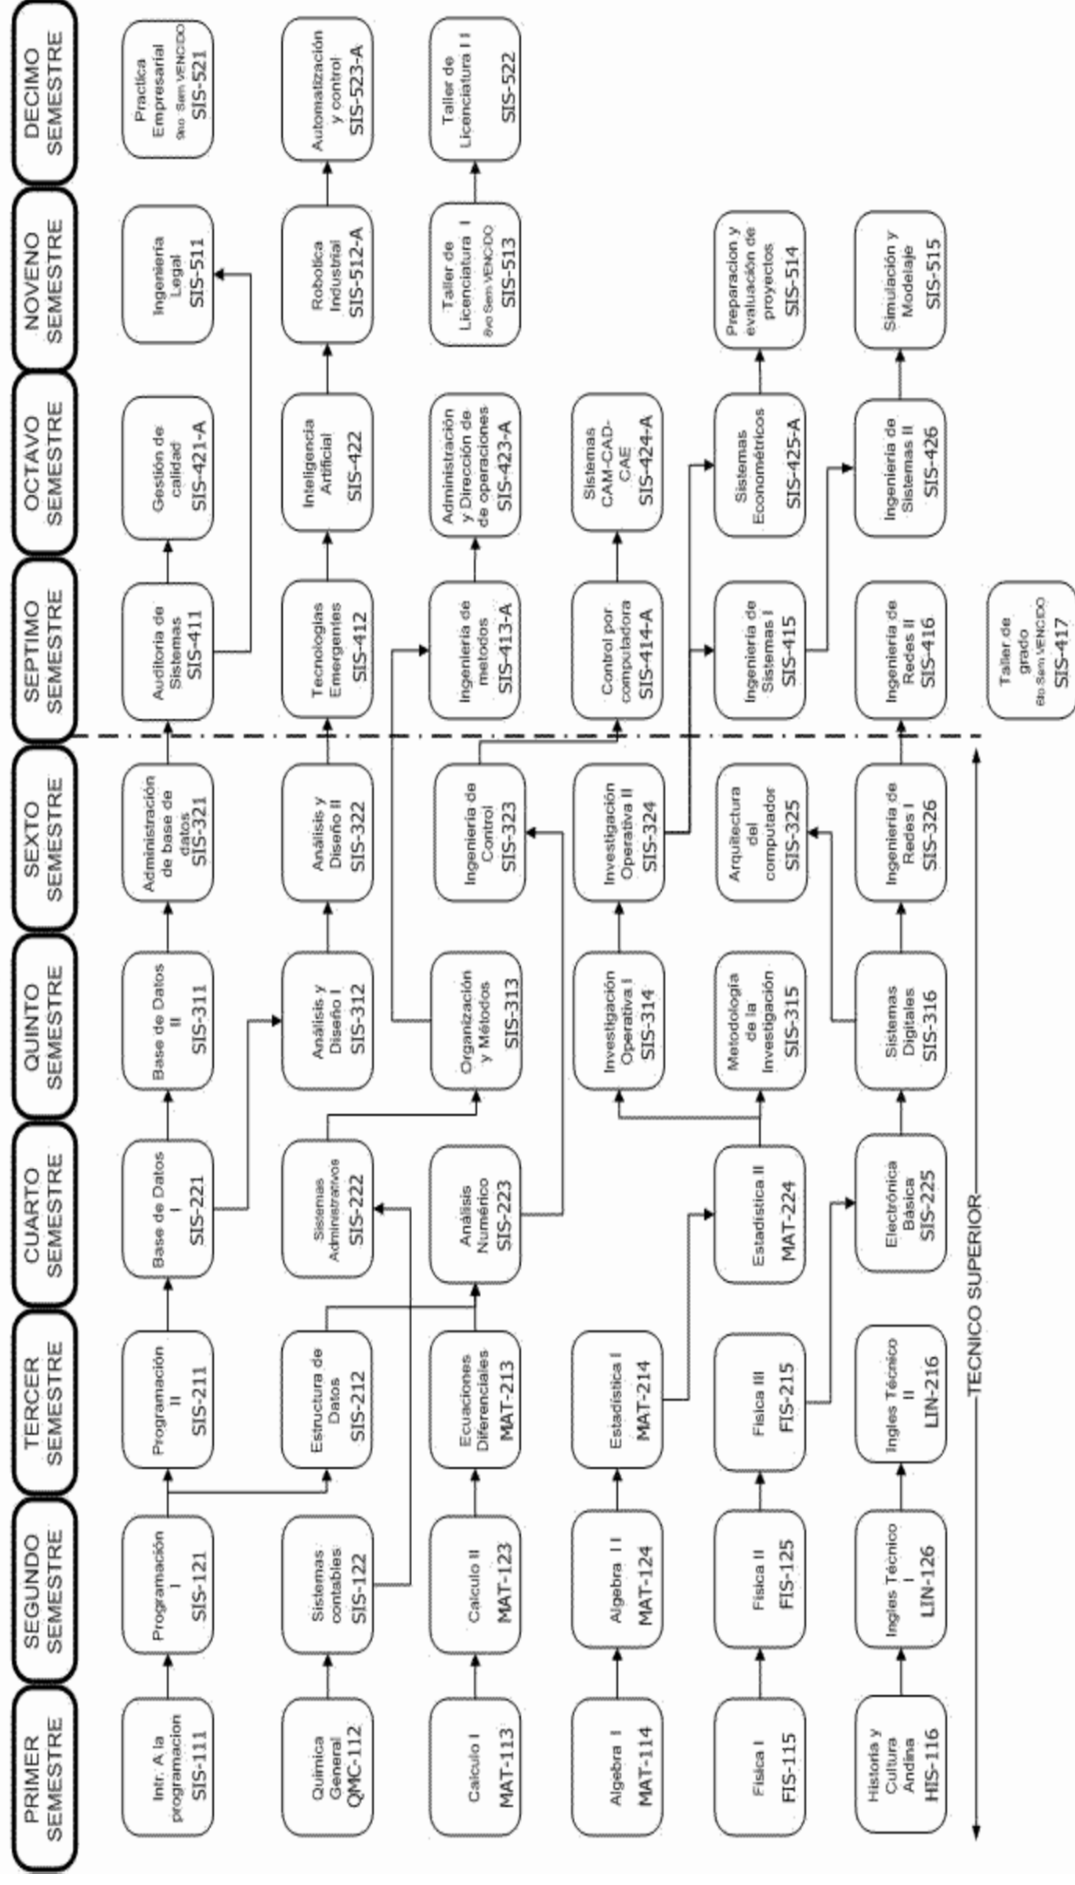 PRIMER
SEMESTRE
SEGUNDO
SEMESTRE
TERCER
SEMESTRE
CUARTO
SEMESTRE
QUINTO
SEMESTRE
SEXTO
SEMESTRE
SEPTIMO
SEMESTRE
OCTAVO
SEMESTRE
NOVENO
SEMESTRE
DECIMO
SEMESTRE
Intr. A la
programacion
SIS-111
Programación
I
SIS-121
Programación
II
SIS-211
Base de Datos
I
SIS-221
Base de Datos
II
SIS-311
Administración
de base de
datos
SIS-321
Auditoria de
Sistemas
SIS-411
Gestión de
calidad
SIS-421-A
Ingeniería
Legal
SIS-511
Practica
Empresarial
9no Sem VENCIDO
SIS-521
Quimica
General
QMC-112
Sistemas
contables
SIS-122
Estructura de
Datos
SIS-212
Sistemas
Administrativos
SIS-222
Análisis y
Diseño I
SIS-312
Análisis y
Diseño II
SIS-322
Tecnologías
Emergentes
SIS-412
Inteligencia
Artificial
SIS-422
Robotica
Industrial
SIS-512-A
Automatización
y control
SIS-523-A
Calculo I
MAT-113
Calculo II
MAT-123
Ecuaciones
Diferenciales
MAT-213
Análisis
Numérico
SIS-223
Organización
y Métodos
SIS-313
Ingeniería de
Control
SIS-323
Ingeniería de
metodos
SIS-413-A
Administración
y Dirección de
operaciones
SIS-423-A
Taller de
Licenciatura I
8vo Sem VENCIDO
SIS-513
Taller de
Licenciatura I I
SIS-522
Algebra I
MAT-114
Algebra I I
MAT-124
Estadística I
MAT-214
Investigación
Operativa I
SIS-314
Investigación
Operativa II
SIS-324
Control por
computadora
SIS-414-A
Sistemas
CAM-CAD-
CAE
SIS-424-A
Fisica I
FIS-115
Fisica II
FIS-125
Fisica III
FIS-215
Estadística II
MAT-224
Metodología
de la
Investigación
SIS-315
Arquitectura
del
computador
SIS-325
Ingeniería de
Sistemas I
SIS-415
Sistemas
Econométricos
SIS-425-A
Preparacion y
evaluación de
proyectos
SIS-514
Historia y
Cultura
Andina
HIS-116
Ingles Técnico
I
LIN-126
Ingles Técnico
II
LIN-216
Electrónica
Básica
SIS-225
Sistemas
Digitales
SIS-316
Ingeniería de
Redes I
SIS-326
Ingeniería de
Redes II
SIS-416
Ingeniería de
Sistemas II
SIS-426
Simulación y
Modelaje
SIS-515
TECNICO SUPERIOR
Taller de
grado
6to Sem VENCIDO
SIS-417